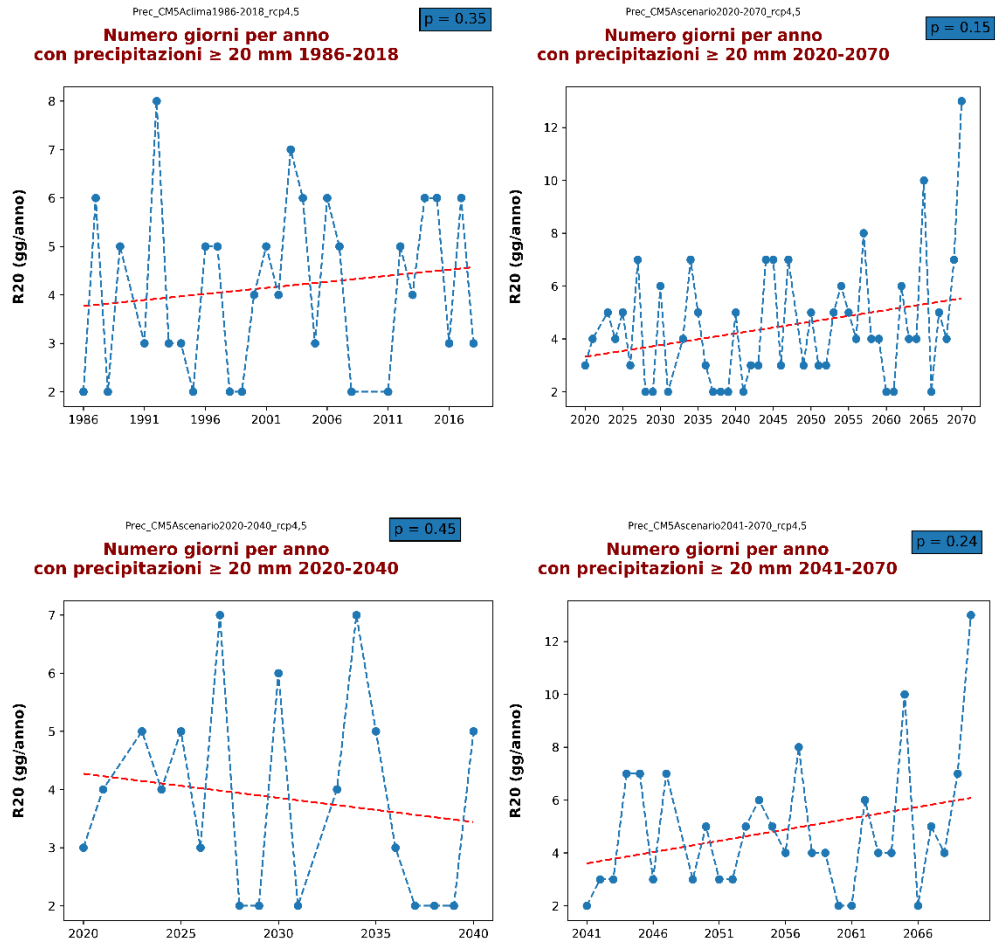 Prec_CM5Aclima1986-2018_rcp4,5
p = 0.35
Numero giorni per anno
con precipitazioni ≥ 20 mm 1986-2018
R20 (gg/anno)
8
7
6
5
4
3
2
1986 1991 1996 2001 2006 2011 2016
Prec_CM5Ascenario2020-2070_rcp4,5
p = 0.15
Numero giorni per anno
con precipitazioni ≥ 20 mm 2020-2070
R20 (gg/anno)
12
10
8
6
4
2
2020 2025 2030 2035 2040 2045 2050 2055 2060 2065 2070
Prec_CM5Ascenario2020-2040_rcp4,5
p = 0.45
Numero giorni per anno
con precipitazioni ≥ 20 mm 2020-2040
R20 (gg/anno)
7
6
5
4
3
2
2020 2025 2030 2035 2040
Prec_CM5Ascenario2041-2070_rcp4,5
p = 0.24
Numero giorni per anno
con precipitazioni ≥ 20 mm 2041-2070
R20 (gg/anno)
12
10
8
6
4
2
2041 2046 2051 2056 2061 2066